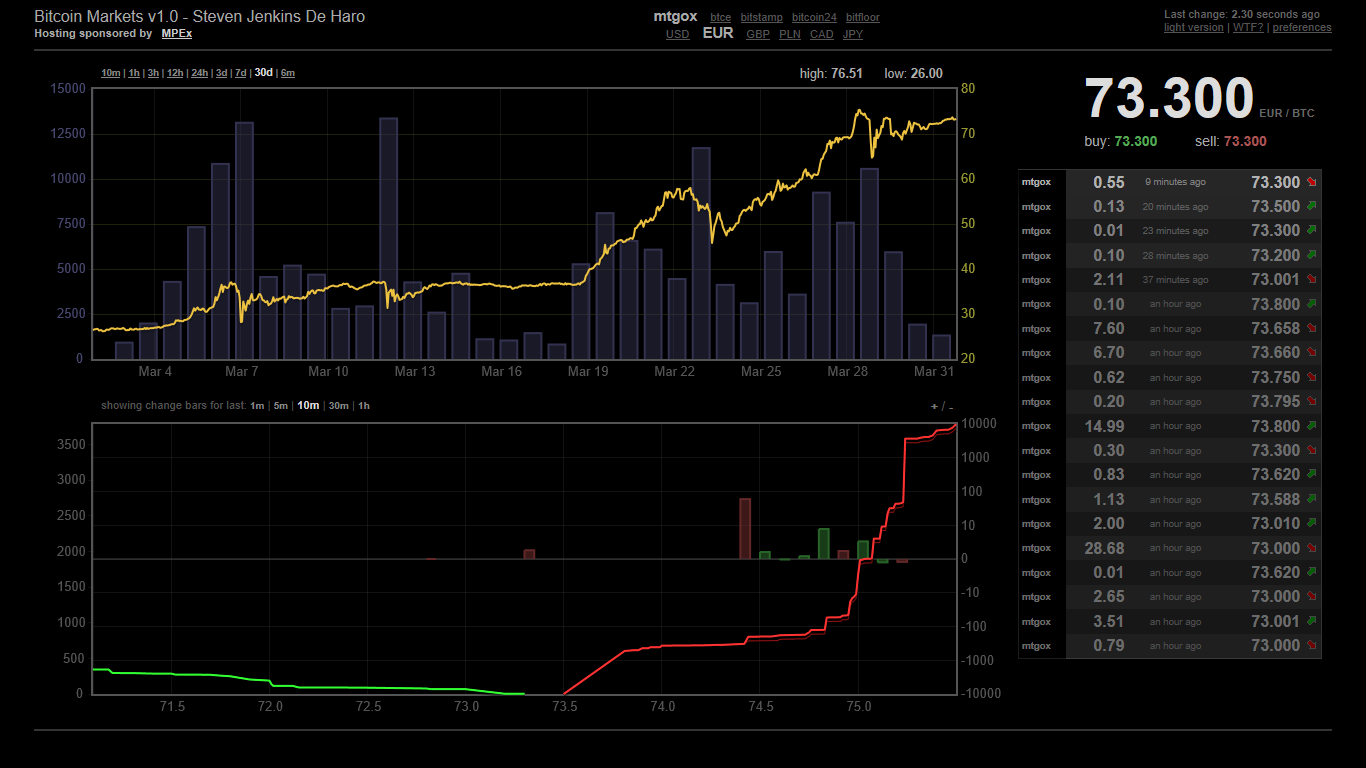 Bitcoin Markets v1.0 - Steven Jenkins De Haro
Hosting sponsored by MPEx
mtgox btce bitstamp bitcoin24 bitfloor
USD EUR GBP PLN CAD JPY
Last change: 2.30 seconds ago
light version | WTF? | preferences
10m | 1h | 3h | 12h | 24h | 3d | 7d | 30d | 6m
high: 76.51 low: 26.00
15000 80
12500 70
10000 60
7500 50
5000 40
2500 30
0 20
Mar 4 Mar 7 Mar 10 Mar 13 Mar 16 Mar 19 Mar 22 Mar 25 Mar 28 Mar 31
showing change bars for last: 1m | 5m | 10m | 30m | 1h
+ / -
3500
3000
2500
2000
1500
1000
500
0
10000
1000
100
10
0
-10
-100
-1000
-10000
71.5 72.0 72.5 73.0 73.5 74.0 74.5 75.0
73.300 EUR / BTC
buy: 73.300 sell: 73.300
mtgox 0.55 9 minutes ago 73.300
mtgox 0.13 20 minutes ago 73.500
mtgox 0.01 23 minutes ago 73.300
mtgox 0.10 28 minutes ago 73.200
mtgox 2.11 37 minutes ago 73.001
mtgox 0.10 an hour ago 73.800
mtgox 7.60 an hour ago 73.658
mtgox 6.70 an hour ago 73.660
mtgox 0.62 an hour ago 73.750
mtgox 0.20 an hour ago 73.795
mtgox 14.99 an hour ago 73.800
mtgox 0.30 an hour ago 73.300
mtgox 0.83 an hour ago 73.620
mtgox 1.13 an hour ago 73.588
mtgox 2.00 an hour ago 73.010
mtgox 28.68 an hour ago 73.000
mtgox 0.01 an hour ago 73.620
mtgox 2.65 an hour ago 73.000
mtgox 3.51 an hour ago 73.001
mtgox 0.79 an hour ago 73.000